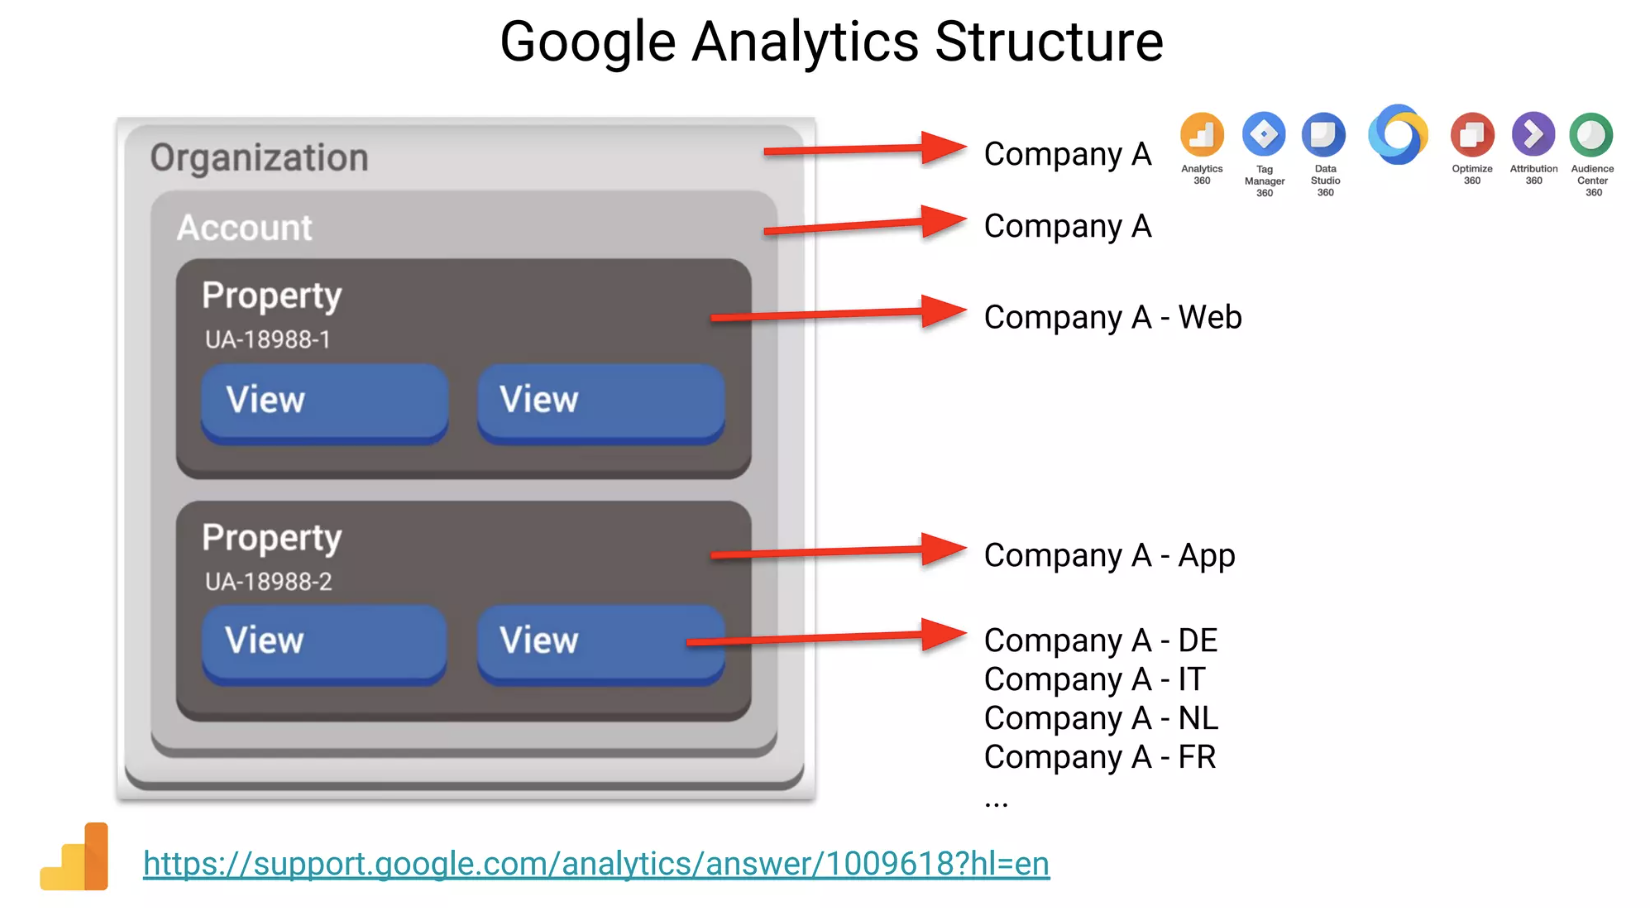 Google Analytics Structure
Organization
Account
Property
UA-18988-1
View
View
Property
UA-18988-2
View
View
Company A
Analytics
360
Tag
Manager
360
Data
Studio
360
Optimize
360
Attribution
360
Audience
Center
360
Company A
Company A - Web
Company A - App
Company A - DE
Company A - IT
Company A - NL
Company A - FR
...
https://support.google.com/analytics/answer/1009618?hl=en